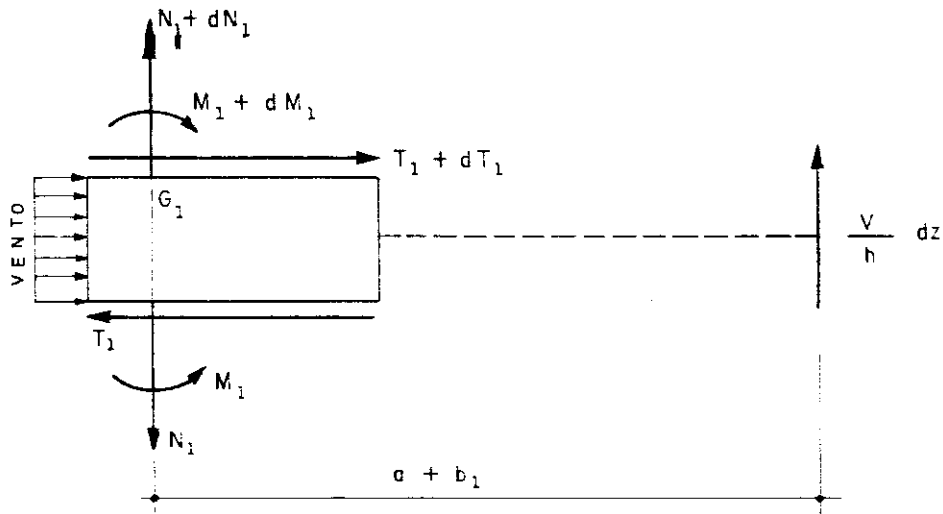 N₁ + dN₁
M₁ + dM₁
T₁ + dT₁
G₁
VENTO
V
h
dz
T₁
M₁
N₁
a + b₁